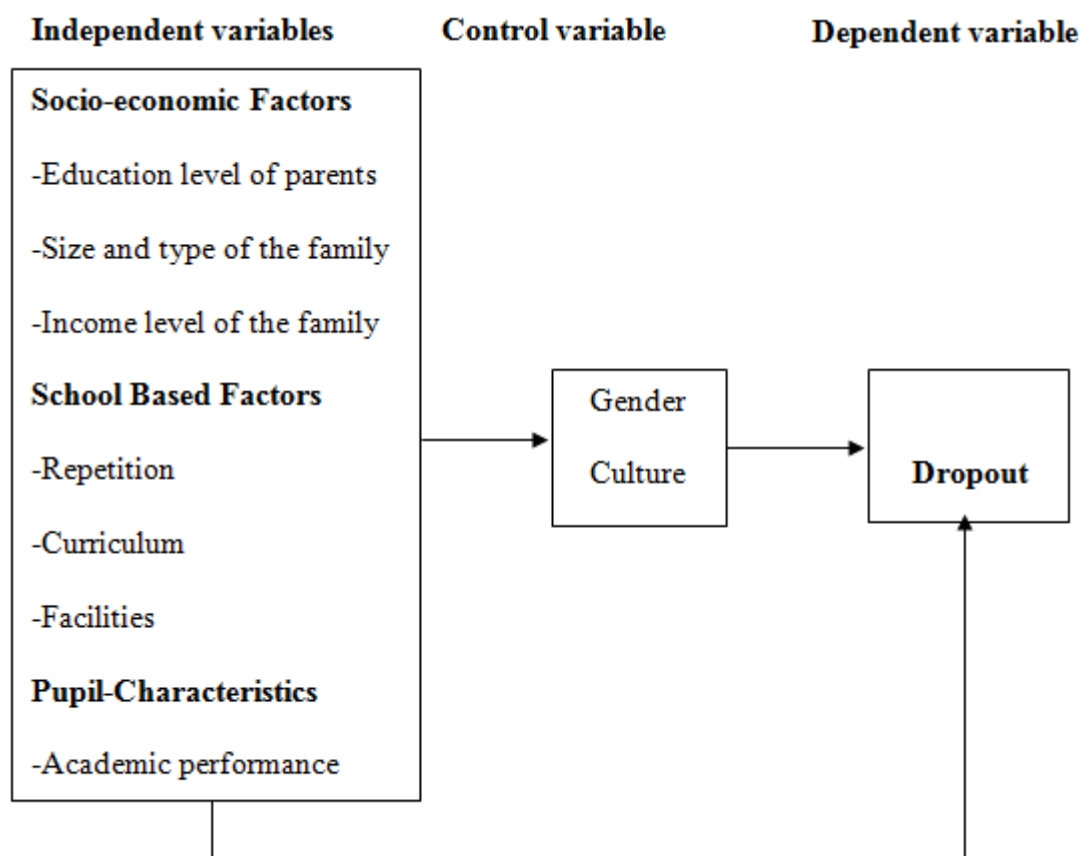 Independent variables
Control variable
Dependent variable
Socio-economic Factors
-Education level of parents
-Size and type of the family
-Income level of the family
School Based Factors
-Repetition
-Curriculum
-Facilities
Pupil-Characteristics
-Academic performance
Gender
Culture
Dropout